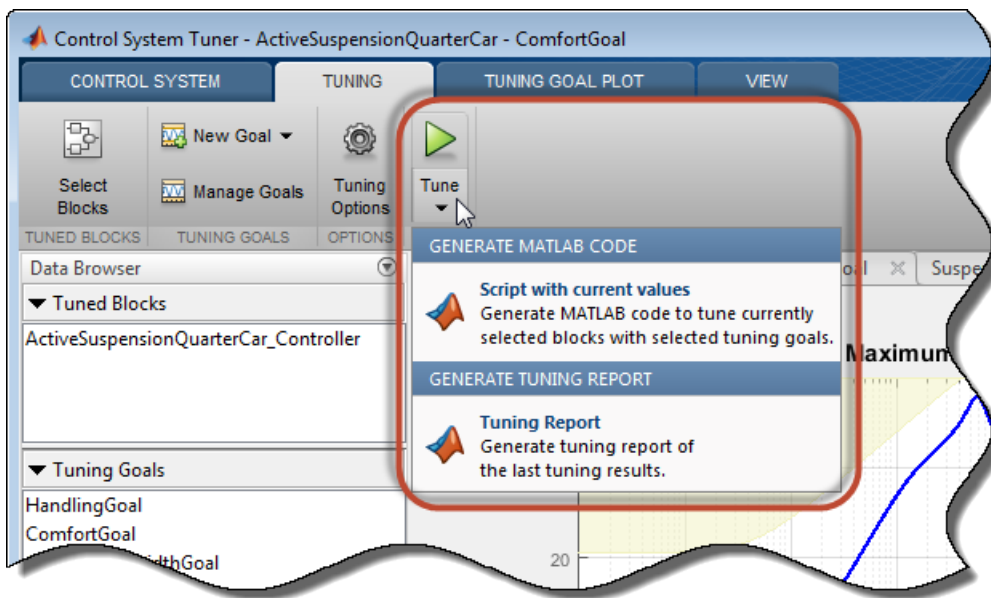 Control System Tuner - ActiveSuspensionQuarterCar - ComfortGoal
CONTROL SYSTEM TUNING TUNING GOAL PLOT VIEW
Select Blocks
New Goal
Manage Goals
Tuning Options
Tune
TUNED BLOCKS TUNING GOALS OPTIONS
GENERATE MATLAB CODE
Script with current values
Generate MATLAB code to tune currently
selected blocks with selected tuning goals.
GENERATE TUNING REPORT
Tuning Report
Generate tuning report of
the last tuning results.
Data Browser
Tuned Blocks
ActiveSuspensionQuarterCar_Controller
Tuning Goals
HandlingGoal
ComfortGoal
Maximum
20